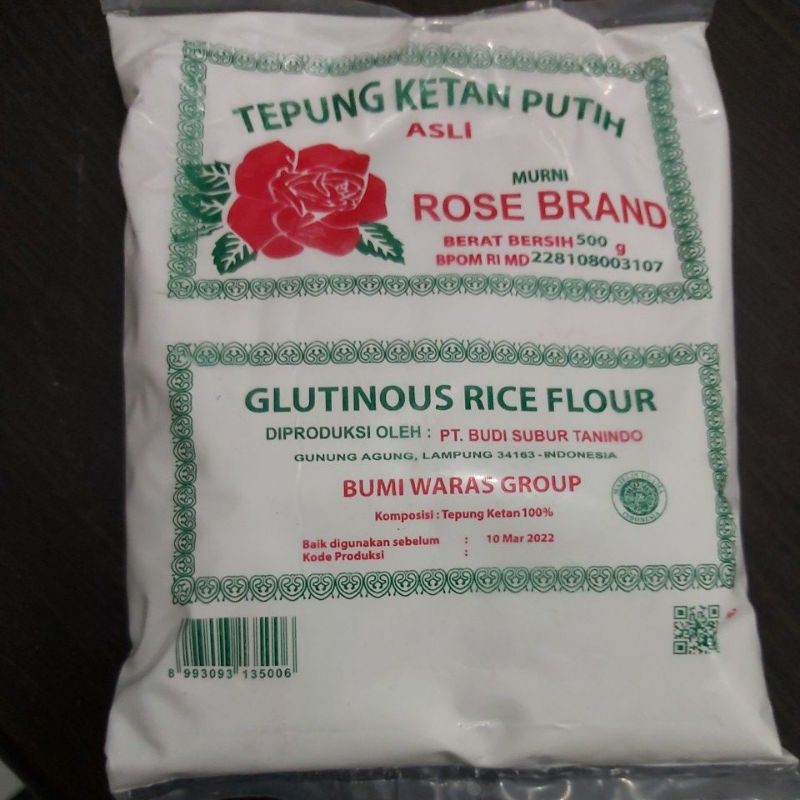 TEPUNG KETAN PUTIH
ASLI
MURNI
ROSE BRAND
BERAT BERSIH 500 g
BPOM RI MD 228108003107
GLUTINOUS RICE FLOUR
DIPRODUKSI OLEH : PT. BUDI SUBUR TANINDO
GUNUNG AGUNG, LAMPUNG 34163 - INDONESIA
BUMI WARAS GROUP
Komposisi : Tepung Ketan 100%
Baik digunakan sebelum : 10 Mar 2022
Kode Produksi :
8 993093 135006